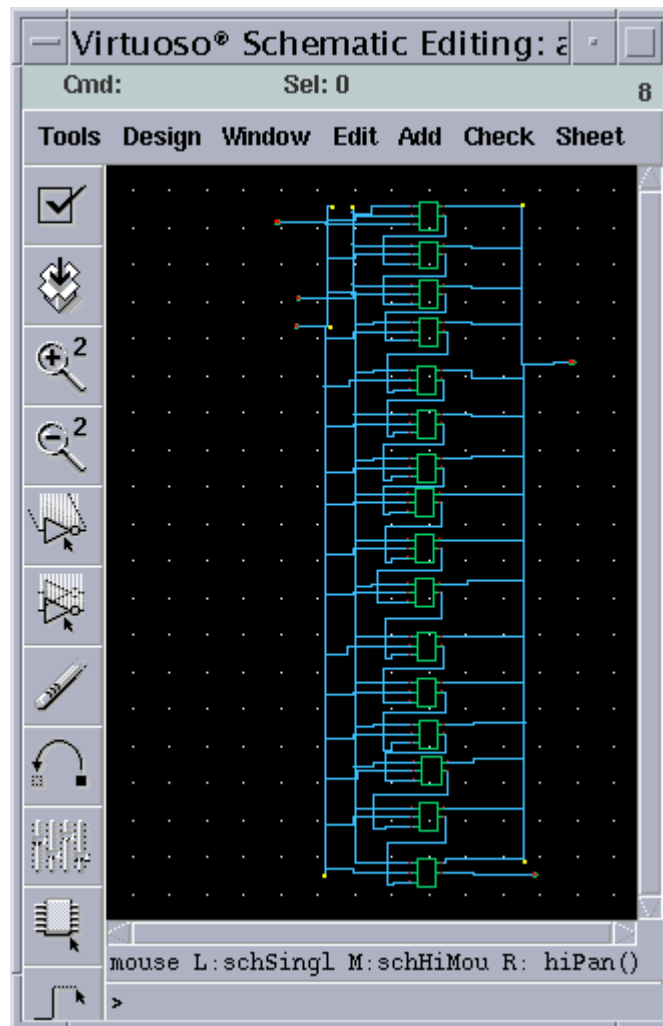 Virtuoso® Schematic Editing: a
Cmd: Sel: 0 8
Tools Design Window Edit Add Check Sheet
2
2
mouse L:schSingl M:schHiMou R: hiPan()
>